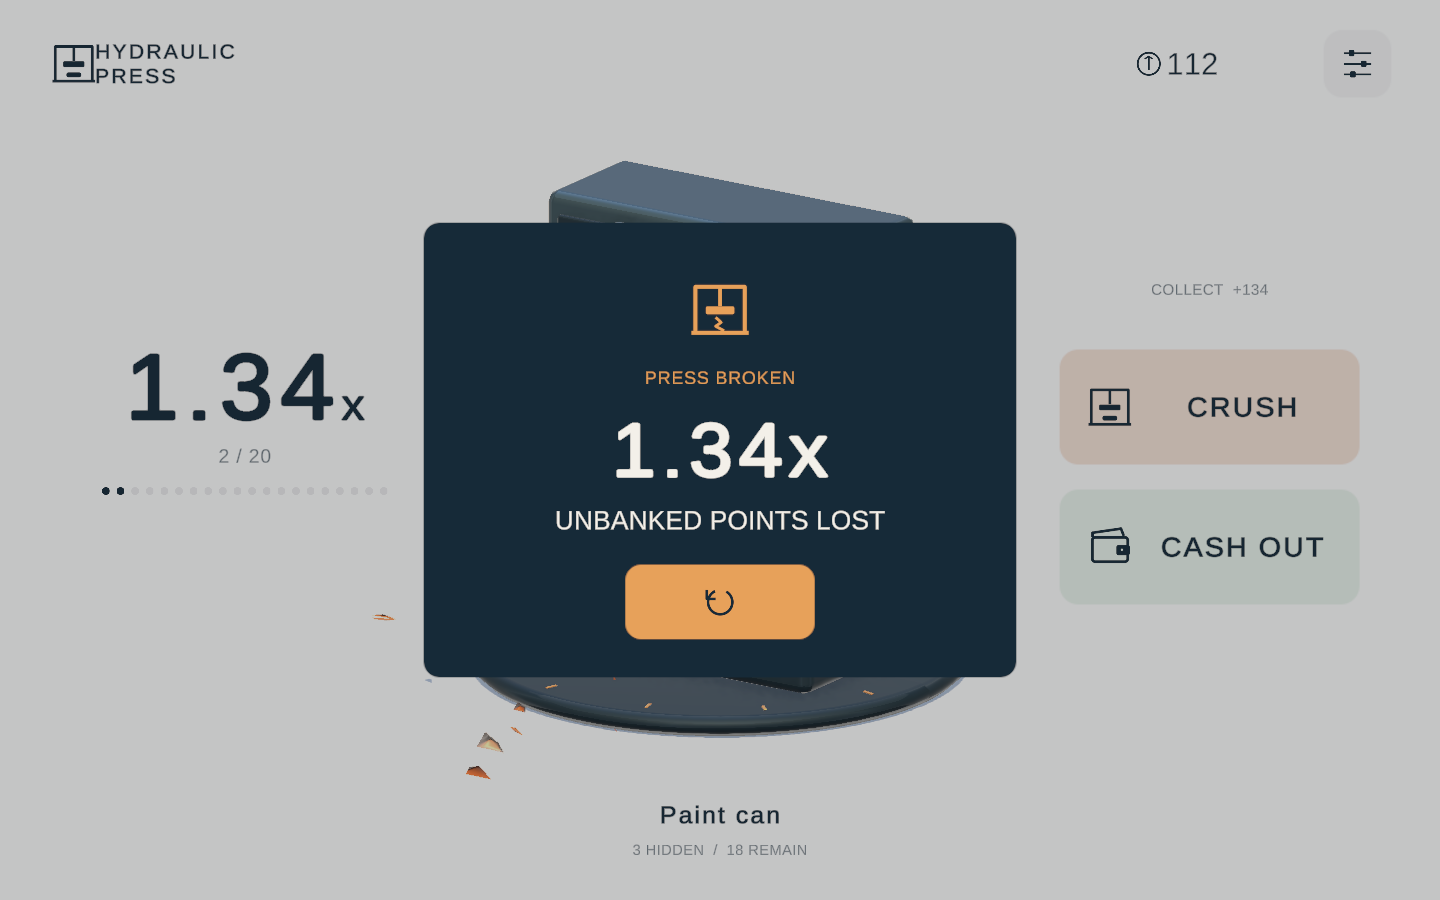 HYDRAULIC
PRESS
112
COLLECT +134
1.34x
2 / 20
CRUSH
CASH OUT
PRESS BROKEN
1.34x
UNBANKED POINTS LOST
Paint can
3 HIDDEN / 18 REMAIN